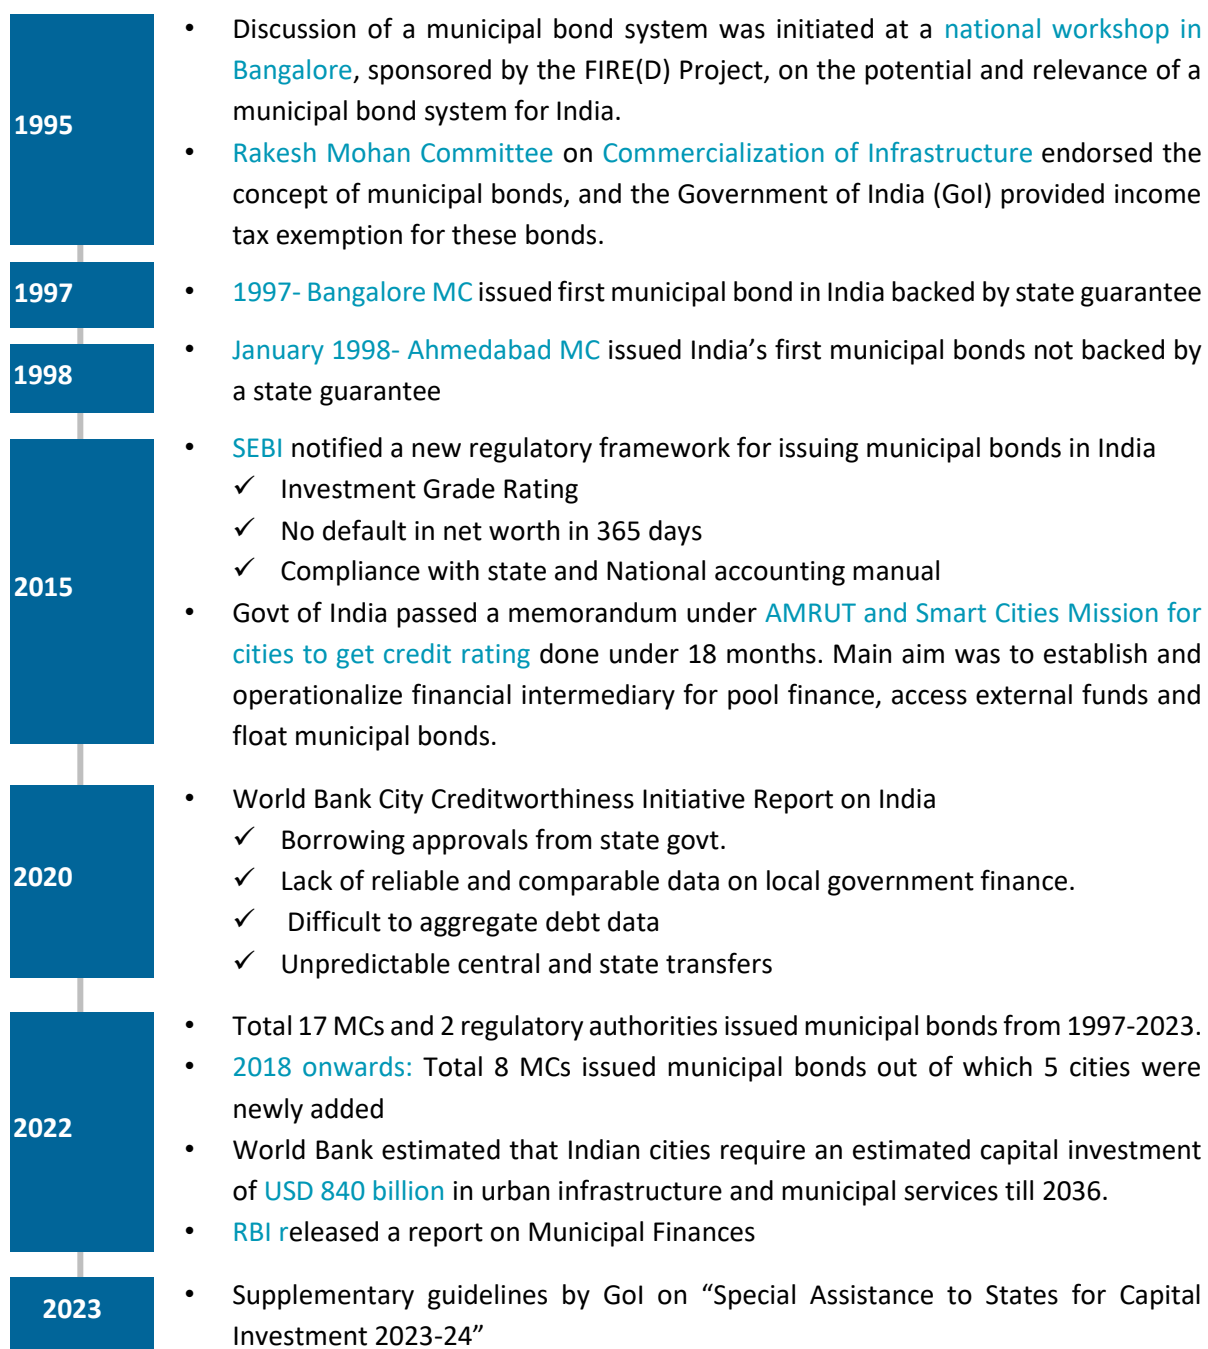 1995
• Discussion of a municipal bond system was initiated at a national workshop in
Bangalore, sponsored by the FIRE(D) Project, on the potential and relevance of a
municipal bond system for India.
• Rakesh Mohan Committee on Commercialization of Infrastructure endorsed the
concept of municipal bonds, and the Government of India (GoI) provided income
tax exemption for these bonds.
1997
• 1997- Bangalore MC issued first municipal bond in India backed by state guarantee
1998
• January 1998- Ahmedabad MC issued India’s first municipal bonds not backed by
a state guarantee
2015
• SEBI notified a new regulatory framework for issuing municipal bonds in India
✓ Investment Grade Rating
✓ No default in net worth in 365 days
✓ Compliance with state and National accounting manual
• Govt of India passed a memorandum under AMRUT and Smart Cities Mission for
cities to get credit rating done under 18 months. Main aim was to establish and
operationalize financial intermediary for pool finance, access external funds and
float municipal bonds.
2020
• World Bank City Creditworthiness Initiative Report on India
✓ Borrowing approvals from state govt.
✓ Lack of reliable and comparable data on local government finance.
✓ Difficult to aggregate debt data
✓ Unpredictable central and state transfers
2022
• Total 17 MCs and 2 regulatory authorities issued municipal bonds from 1997-2023.
• 2018 onwards: Total 8 MCs issued municipal bonds out of which 5 cities were
newly added
• World Bank estimated that Indian cities require an estimated capital investment
of USD 840 billion in urban infrastructure and municipal services till 2036.
• RBI released a report on Municipal Finances
2023
• Supplementary guidelines by GoI on “Special Assistance to States for Capital
Investment 2023-24”